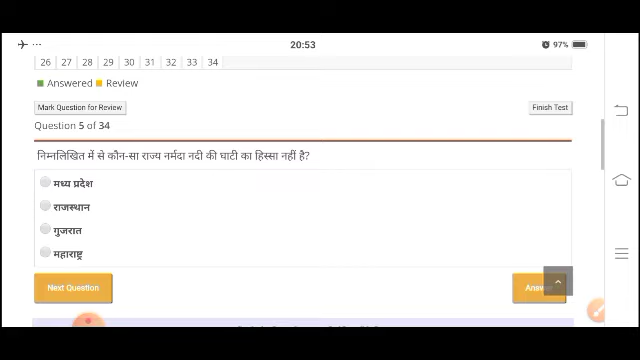 20:53
97%
26 27 28 29 30 31 32 33 34
Answered Review
Mark Question for Review Finish Test
Question 5 of 34
निम्नलिखित में से कौन-सा राज्य नर्मदा नदी की घाटी का हिस्सा नहीं है?
मध्य प्रदेश
राजस्थान
गुजरात
महाराष्ट्र
Next Question